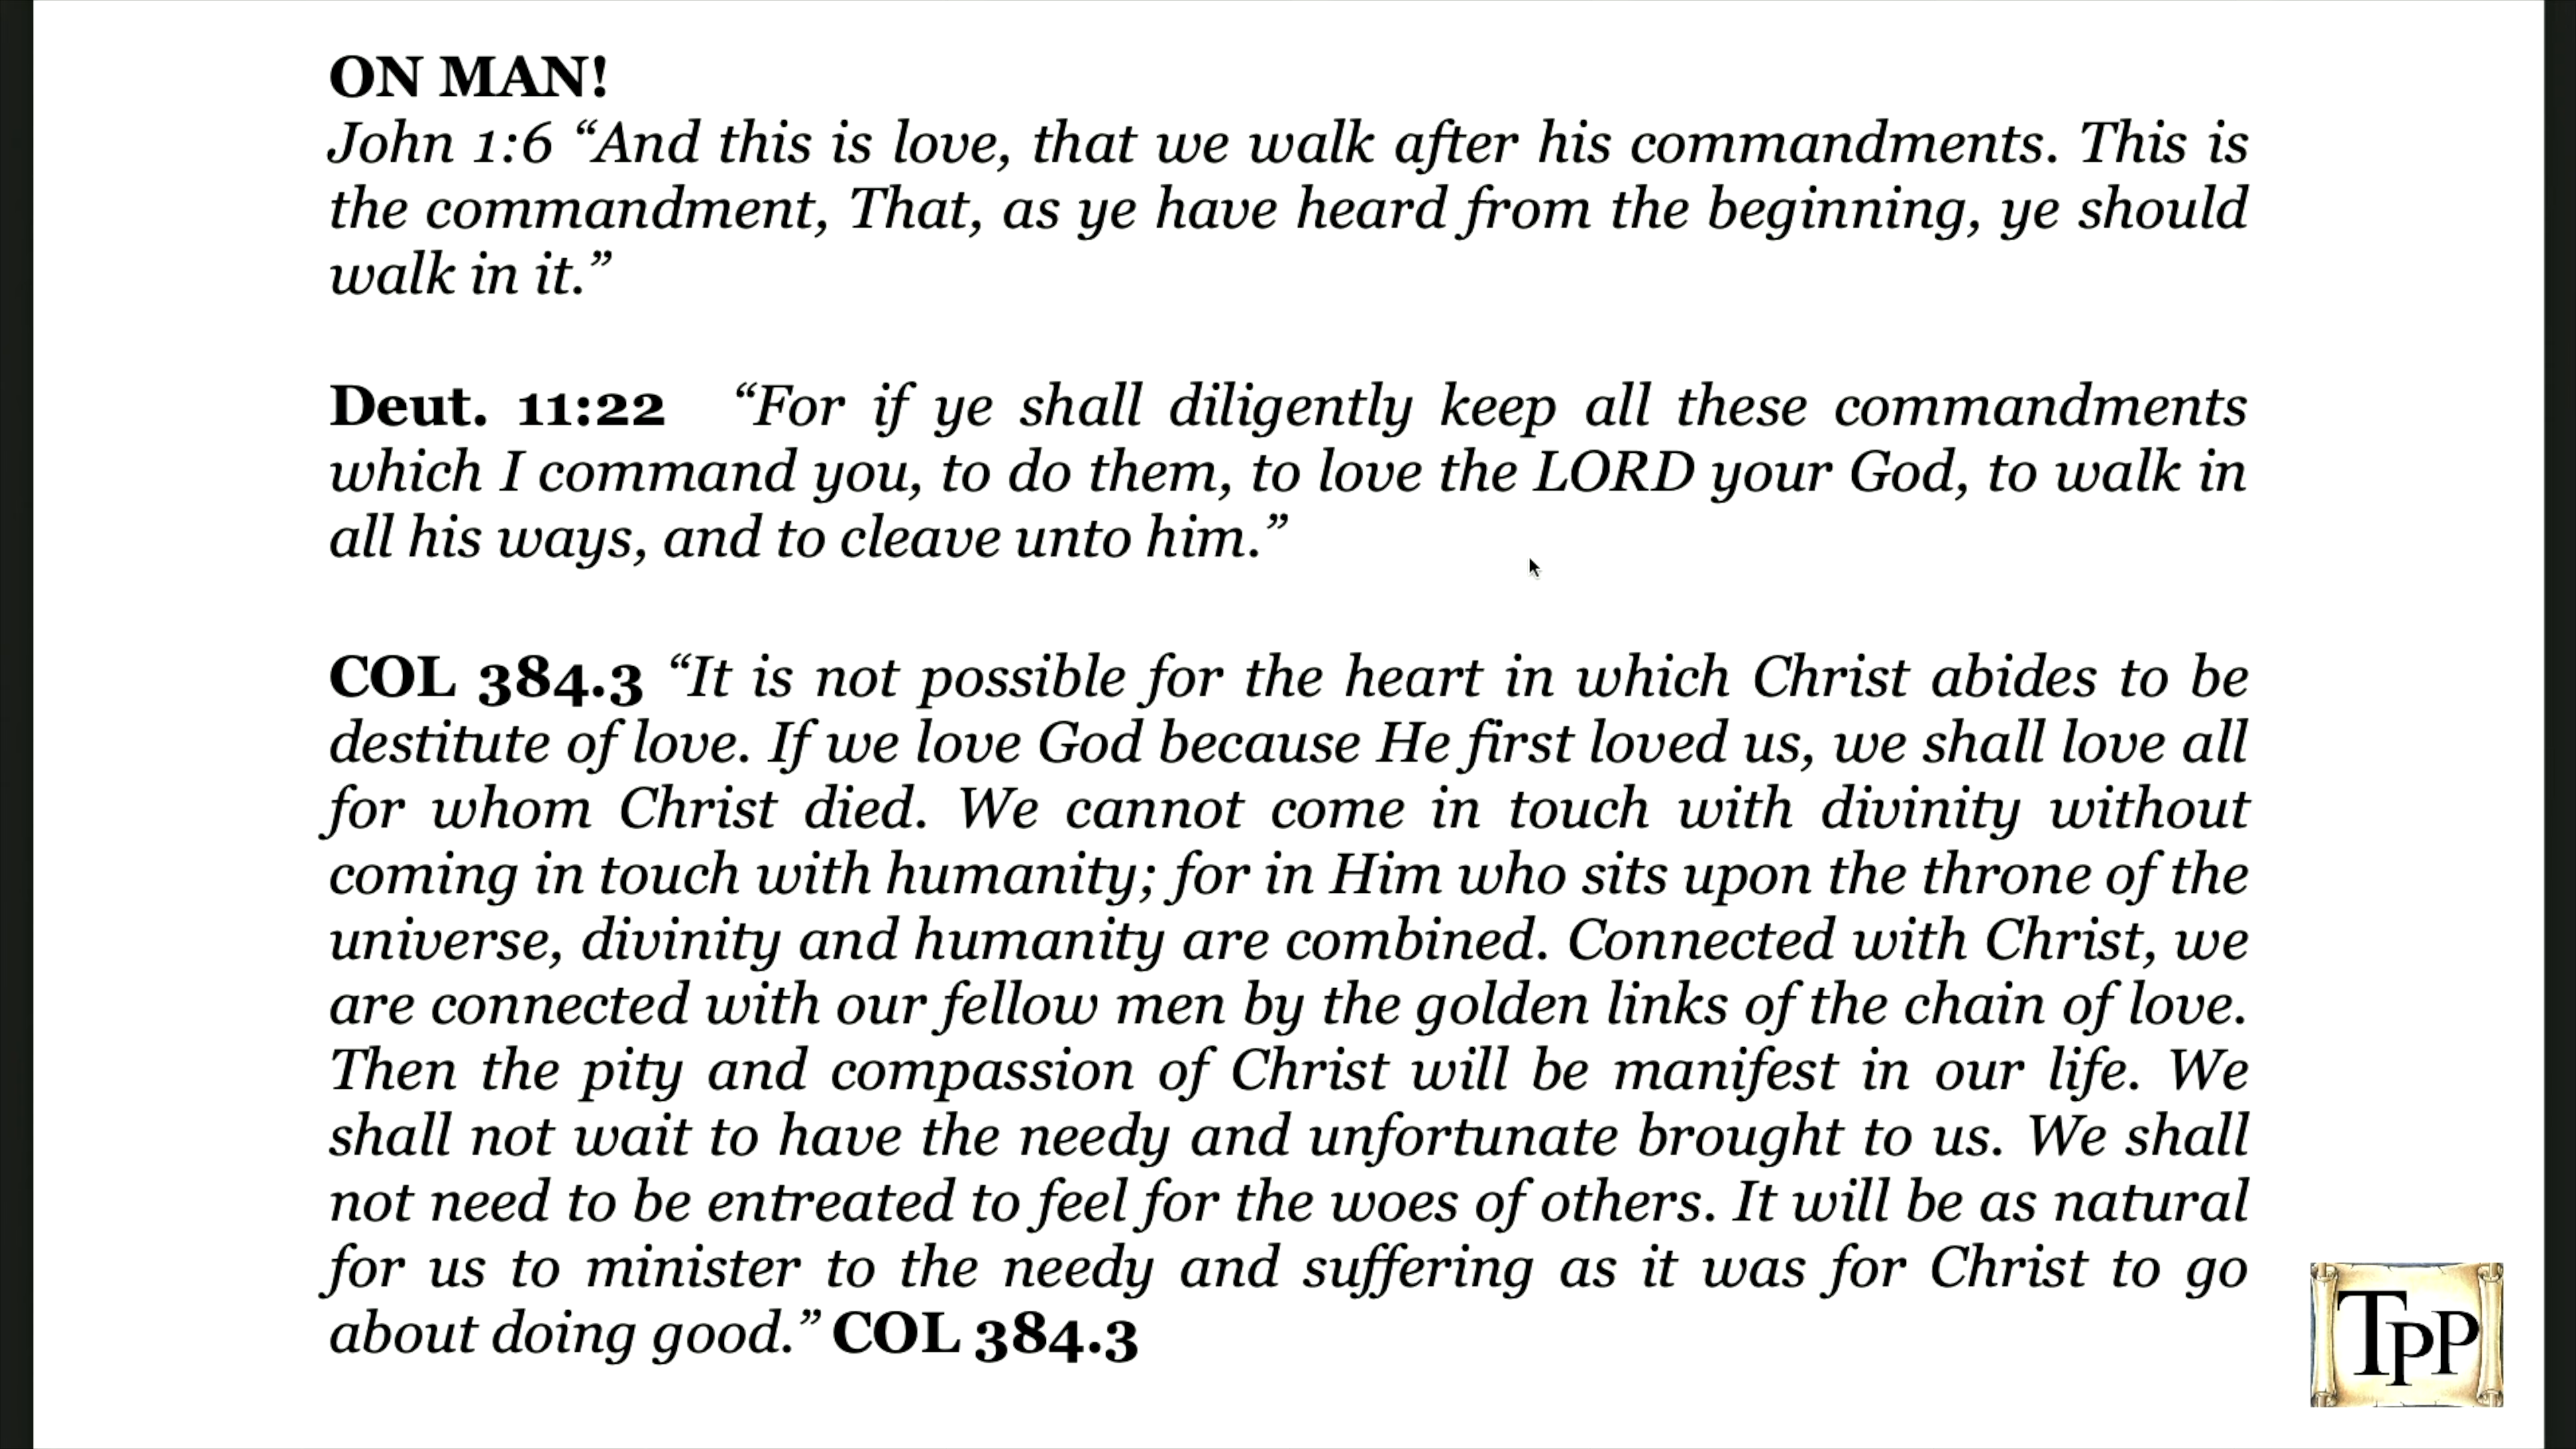 ON MAN!
John 1:6 “And this is love, that we walk after his commandments. This is
the commandment, That, as ye have heard from the beginning, ye should
walk in it.”
Deut. 11:22 “For if ye shall diligently keep all these commandments
which I command you, to do them, to love the LORD your God, to walk in
all his ways, and to cleave unto him.”
COL 384.3 “It is not possible for the heart in which Christ abides to be
destitute of love. If we love God because He first loved us, we shall love all
for whom Christ died. We cannot come in touch with divinity without
coming in touch with humanity; for in Him who sits upon the throne of the
universe, divinity and humanity are combined. Connected with Christ, we
are connected with our fellow men by the golden links of the chain of love.
Then the pity and compassion of Christ will be manifest in our life. We
shall not wait to have the needy and unfortunate brought to us. We shall
not need to be entreated to feel for the woes of others. It will be as natural
for us to minister to the needy and suffering as it was for Christ to go
about doing good.” COL 384.3
TPP